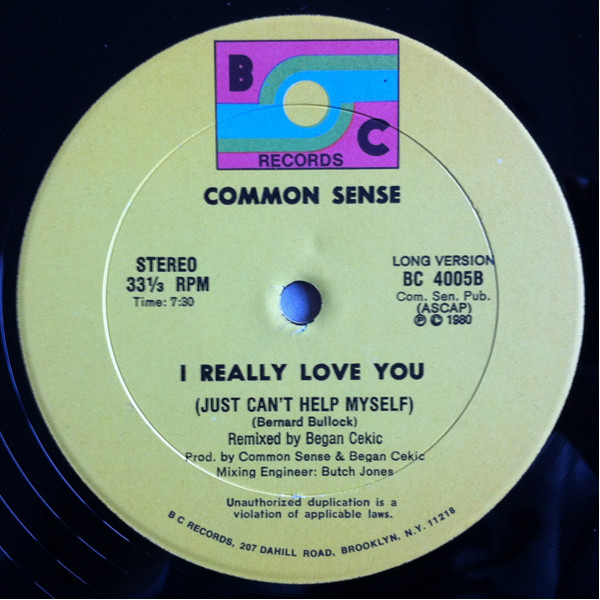 B
C
RECORDS
COMMON SENSE
STEREO
33⅓ RPM
Time: 7:30
LONG VERSION
BC 4005B
Com. Sen. Pub.
(ASCAP)
℗ © 1980
I REALLY LOVE YOU
(JUST CAN'T HELP MYSELF)
(Bernard Bullock)
Remixed by Began Cekic
Prod. by Common Sense & Began Cekic
Mixing Engineer: Butch Jones
Unauthorized duplication is a
violation of applicable laws.
B C RECORDS, 207 DAHILL ROAD, BROOKLYN, N.Y. 11218